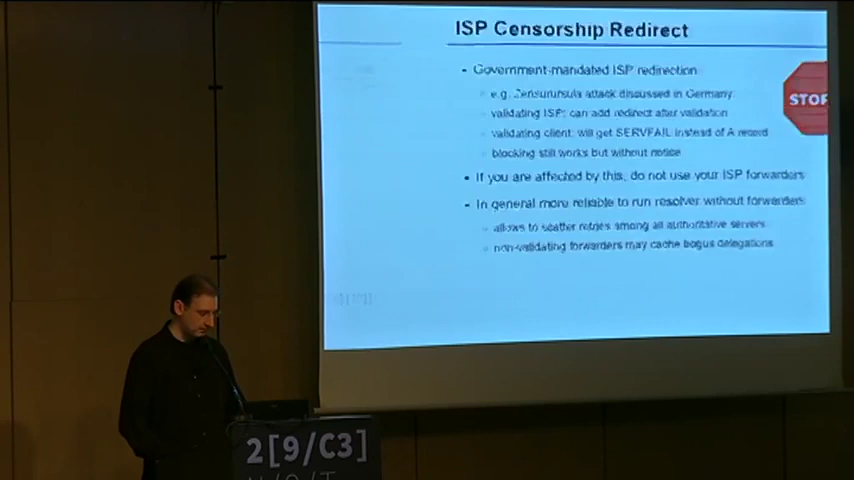 ISP Censorship Redirect
- Government-mandated ISP redirection
e.g. Zensurursula attack discussed in Germany
validating ISP: can add redirect after validation
validating client: will get SERVFAIL instead of A record
blocking still works but without notice
- If you are affected by this, do not use your ISP forwarders
- In general more reliable to run resolver without forwarders
allows to scatter retries among all authoritative servers
non-validating forwarders may cache bogus delegations
STOP
2[9/C3]